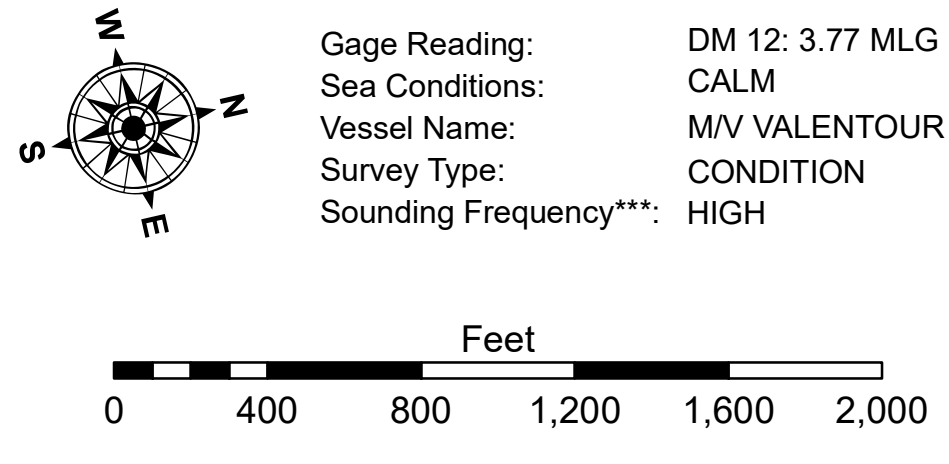 W
N
S
E
Gage Reading: DM 12: 3.77 MLG
Sea Conditions: CALM
Vessel Name: M/V VALENTOUR
Survey Type: CONDITION
Sounding Frequency***: HIGH
Feet
0 400 800 1,200 1,600 2,000